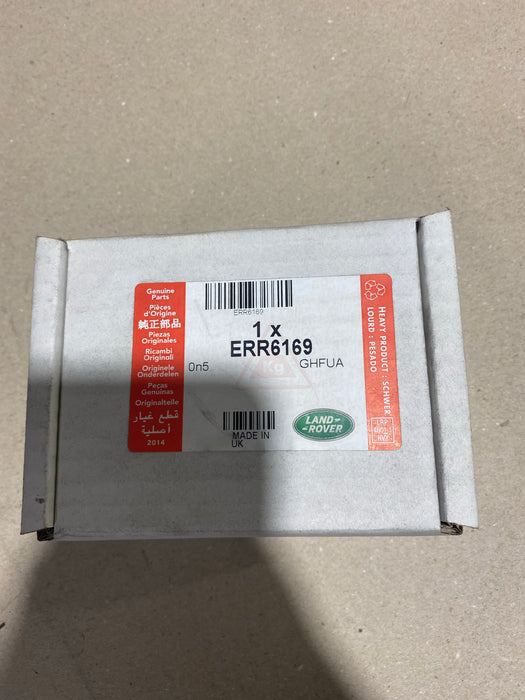 Genuine
Parts
Pièces
d'Origine
純正部品
Piezas
Originales
Ricambi
Originali
Originele
Onderdelen
Peças
Genuinas
Originalteile
قطع غيار
أصلية
2014
ERR6169
1 x
ERR6169
0n5
GHFUA
kg
MADE IN
UK
LAND-
-ROVER
HEAVY PRODUCT : SCHWER
LOURD : PESADO